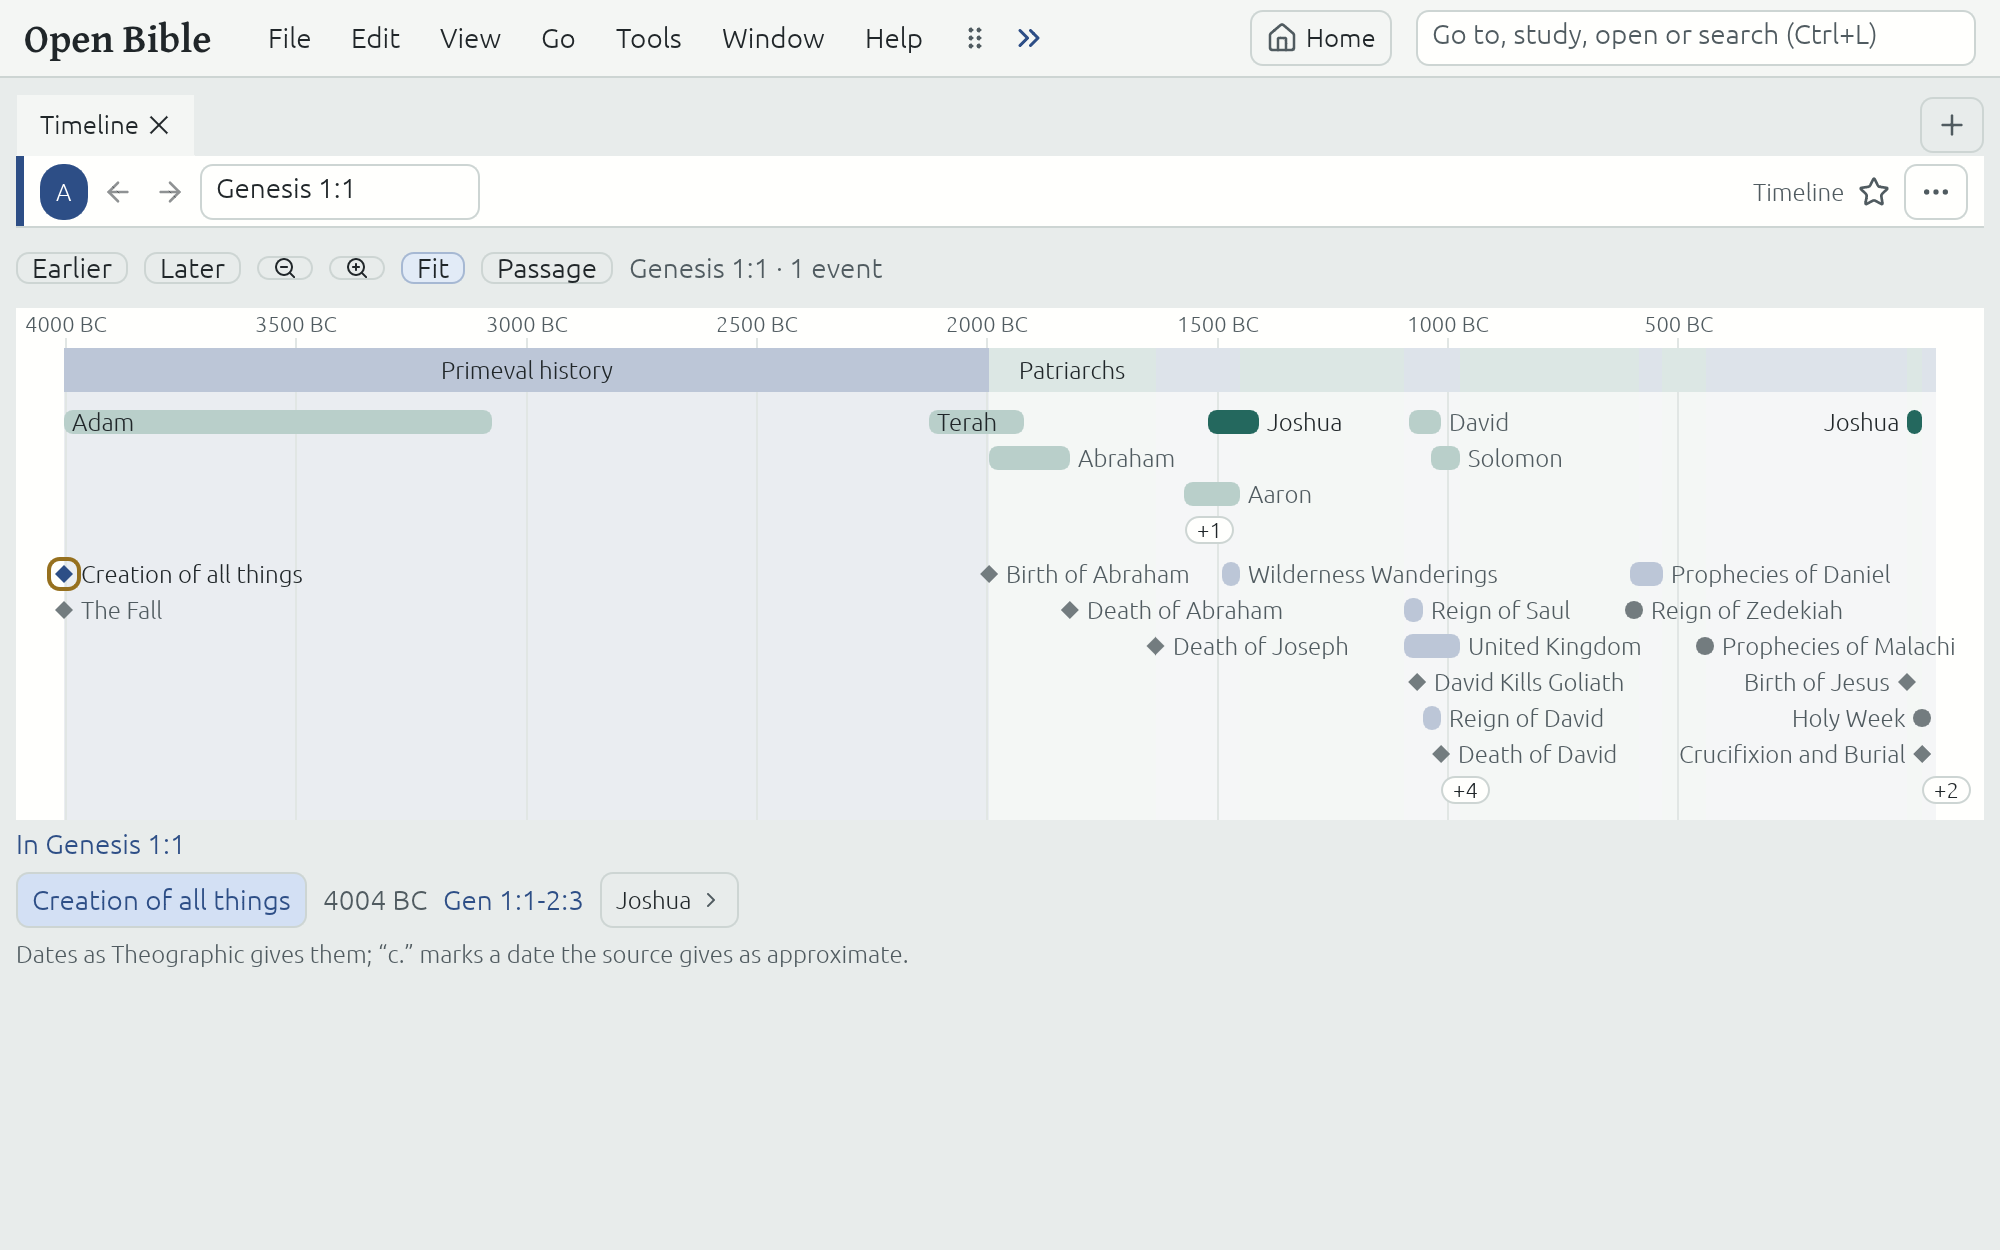 Open Bible File Edit View Go Tools Window Help Home Go to, study, open or search (Ctrl+L)
Timeline
A Genesis 1:1 Timeline
Earlier Later Fit Passage Genesis 1:1 · 1 event
4000 BC 3500 BC 3000 BC 2500 BC 2000 BC 1500 BC 1000 BC 500 BC
Primeval history Patriarchs
Adam Terah Joshua David Joshua
Abraham Solomon
Aaron
+1
Creation of all things Birth of Abraham Wilderness Wanderings Prophecies of Daniel
The Fall Death of Abraham Reign of Saul Reign of Zedekiah
Death of Joseph United Kingdom Prophecies of Malachi
David Kills Goliath Birth of Jesus
Reign of David Holy Week
Death of David Crucifixion and Burial
+4 +2
In Genesis 1:1
Creation of all things 4004 BC Gen 1:1-2:3 Joshua
Dates as Theographic gives them; “c.” marks a date the source gives as approximate.